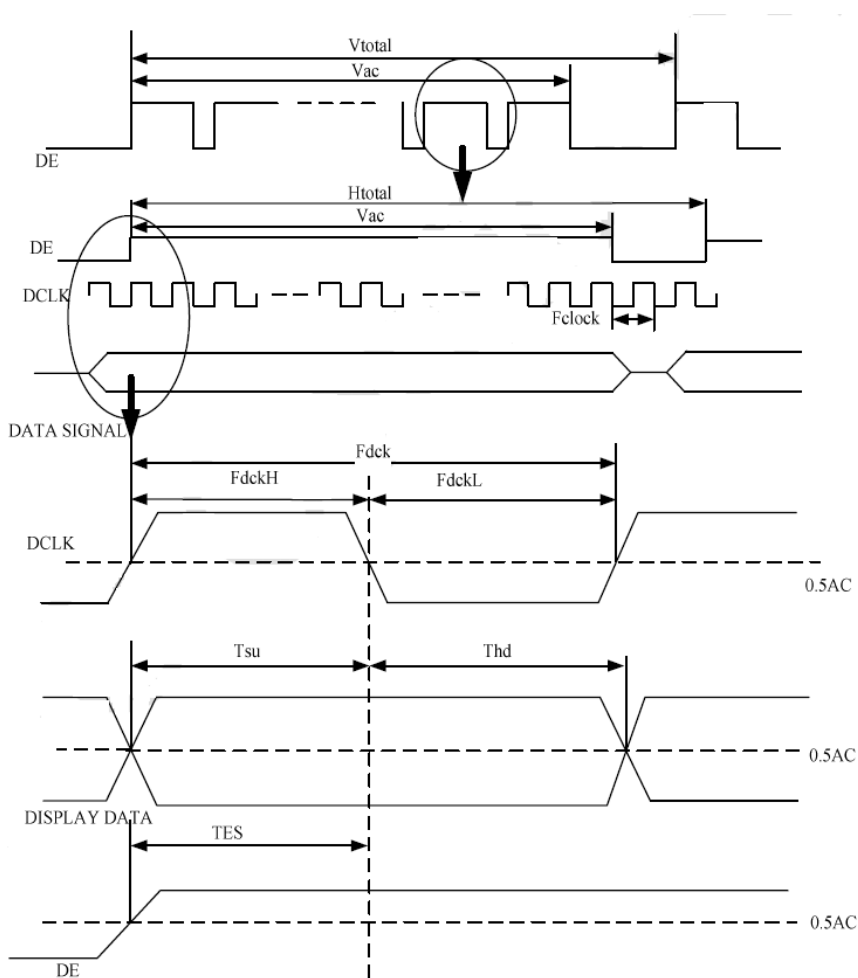 Vtotal
Vac
DE
Htotal
Vac
DE
DCLK
Fclock
DATA SIGNAL
Fdck
FdckH
FdckL
DCLK
0.5AC
Tsu
Thd
0.5AC
DISPLAY DATA
TES
0.5AC
DE